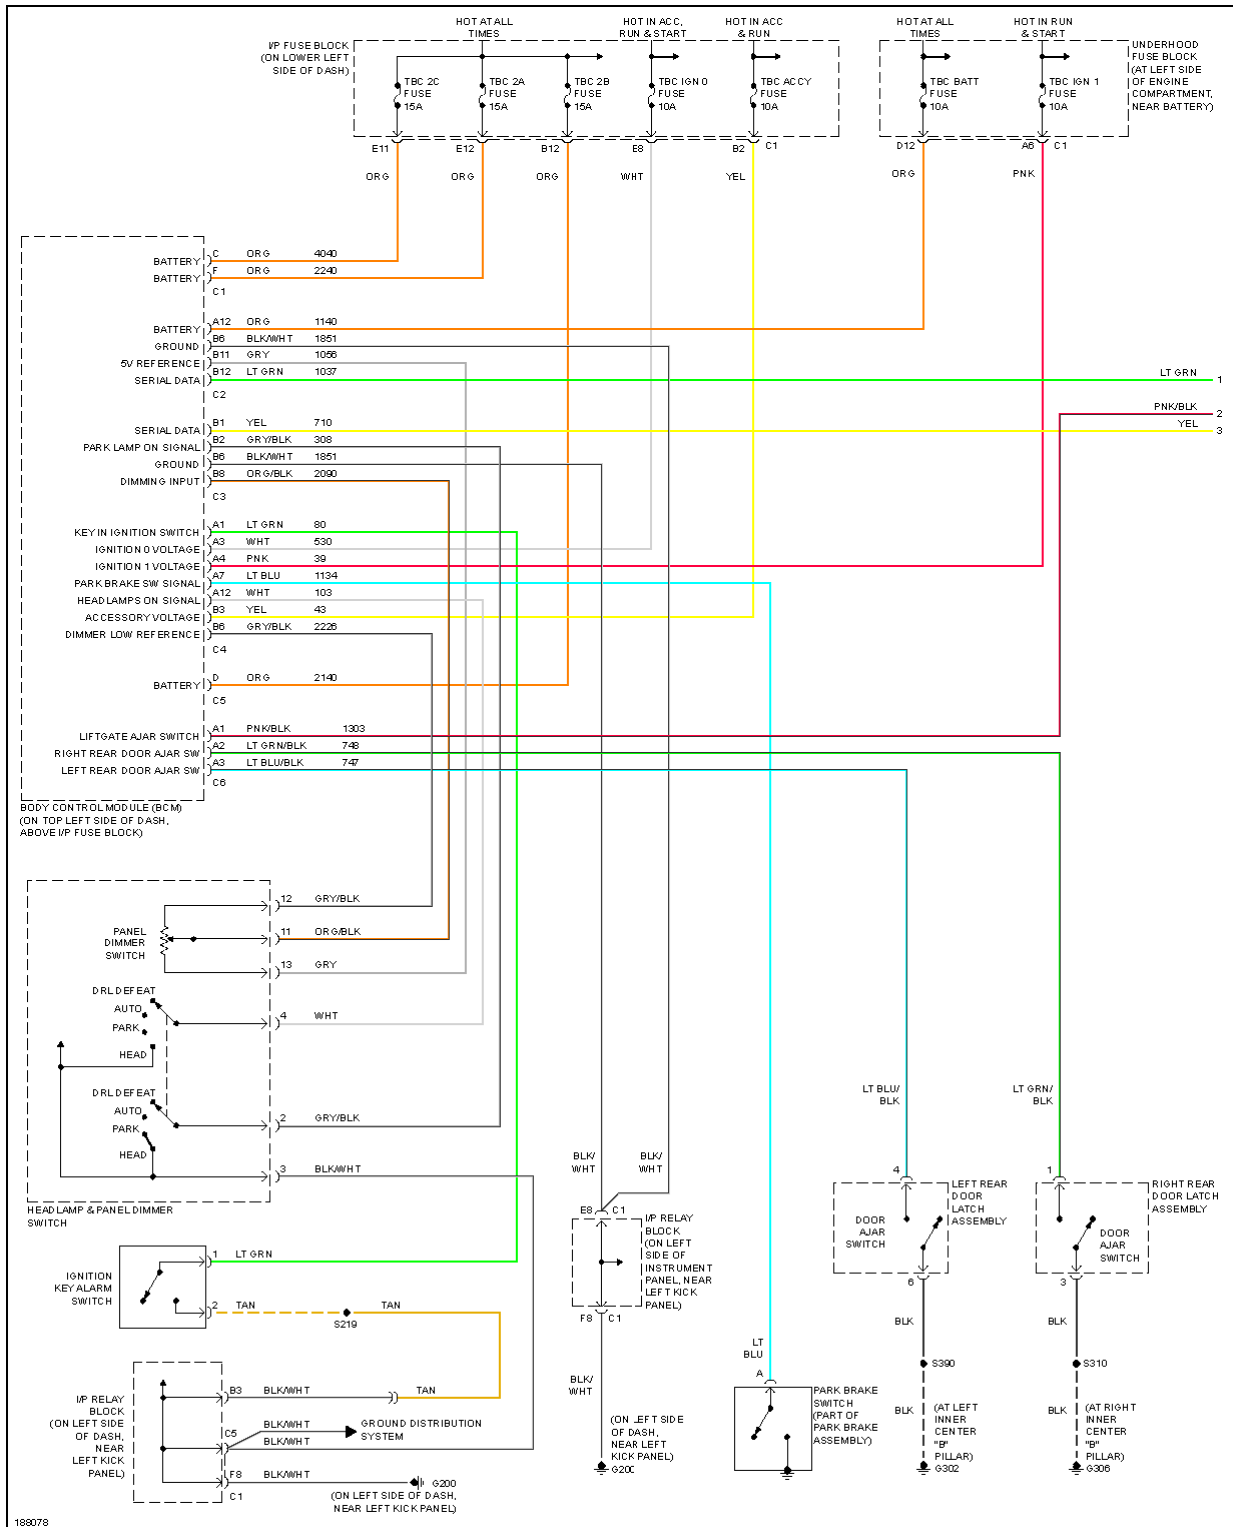 HOT AT ALL
TIMES
HOT IN ACC,
RUN & START
HOT IN ACC
& RUN
HOT AT ALL
TIMES
HOT IN RUN
& START
I/P FUSE BLOCK
(ON LOWER LEFT
SIDE OF DASH)
TBC 2C
FUSE
15A
TBC 2A
FUSE
15A
TBC 2B
FUSE
15A
TBC IGN 0
FUSE
10A
TBC ACCY
FUSE
10A
TBC BATT
FUSE
10A
TBC IGN 1
FUSE
10A
UNDERHOOD
FUSE BLOCK
(AT LEFT SIDE
OF ENGINE
COMPARTMENT,
NEAR BATTERY)
E11
E12
B12
E8
B2
C1
D12
A6
C1
ORG
ORG
ORG
WHT
YEL
ORG
PNK
BATTERY C ORG 4040
BATTERY F ORG 2240
C1
BATTERY A12 ORG 1140
GROUND B6 BLK/WHT 1851
5V REFERENCE B11 GRY 1056
SERIAL DATA B12 LT GRN 1037
LT GRN 1
C2
PNK/BLK 2
SERIAL DATA B1 YEL 710
YEL 3
PARK LAMP ON SIGNAL B2 GRY/BLK 308
GROUND B6 BLK/WHT 1851
DIMMING INPUT B8 ORG/BLK 2090
C3
KEY IN IGNITION SWITCH A1 LT GRN 80
IGNITION 0 VOLTAGE A3 WHT 530
IGNITION 1 VOLTAGE A4 PNK 39
PARK BRAKE SW SIGNAL A7 LT BLU 1134
HEADLAMPS ON SIGNAL A12 WHT 103
ACCESSORY VOLTAGE B3 YEL 43
DIMMER LOW REFERENCE B6 GRY/BLK 2226
C4
BATTERY D ORG 2140
C5
LIFTGATE AJAR SWITCH A1 PNK/BLK 1303
RIGHT REAR DOOR AJAR SW A2 LT GRN/BLK 748
LEFT REAR DOOR AJAR SW A3 LT BLU/BLK 747
C6
BODY CONTROL MODULE (BCM)
(ON TOP LEFT SIDE OF DASH,
ABOVE I/P FUSE BLOCK)
12 GRY/BLK
PANEL
DIMMER
SWITCH
11 ORG/BLK
13 GRY
DRL DEFEAT
AUTO
PARK
HEAD
4 WHT
DRL DEFEAT
AUTO
PARK
HEAD
2 GRY/BLK
3 BLK/WHT
HEADLAMP & PANEL DIMMER
SWITCH
LT BLU/
BLK
LT GRN/
BLK
BLK/
WHT
BLK/
WHT
E8 C1
I/P RELAY
BLOCK
(ON LEFT
SIDE OF
INSTRUMENT
PANEL, NEAR
LEFT KICK
PANEL)
F8 C1
BLK/
WHT
(ON LEFT SIDE
OF DASH,
NEAR LEFT
KICK PANEL)
G200
4
LEFT REAR
DOOR
LATCH
ASSEMBLY
DOOR
AJAR
SWITCH
6
BLK
S390
BLK
(AT LEFT
INNER
CENTER
"B"
PILLAR)
G302
1
RIGHT REAR
DOOR LATCH
ASSEMBLY
DOOR
AJAR
SWITCH
3
BLK
S310
BLK
(AT RIGHT
INNER
CENTER
"B"
PILLAR)
G306
LT
BLU
A
PARK BRAKE
SWITCH
(PART OF
PARK BRAKE
ASSEMBLY)
IGNITION
KEY ALARM
SWITCH
1 LT GRN
2 TAN
TAN
S219
I/P RELAY
BLOCK
(ON LEFT SIDE
OF DASH,
NEAR
LEFT KICK
PANEL)
B3 BLK/WHT
TAN
C5
BLK/WHT
BLK/WHT
GROUND DISTRIBUTION
SYSTEM
F8 BLK/WHT
C1
G200
(ON LEFT SIDE OF DASH,
NEAR LEFT KICK PANEL)
188078